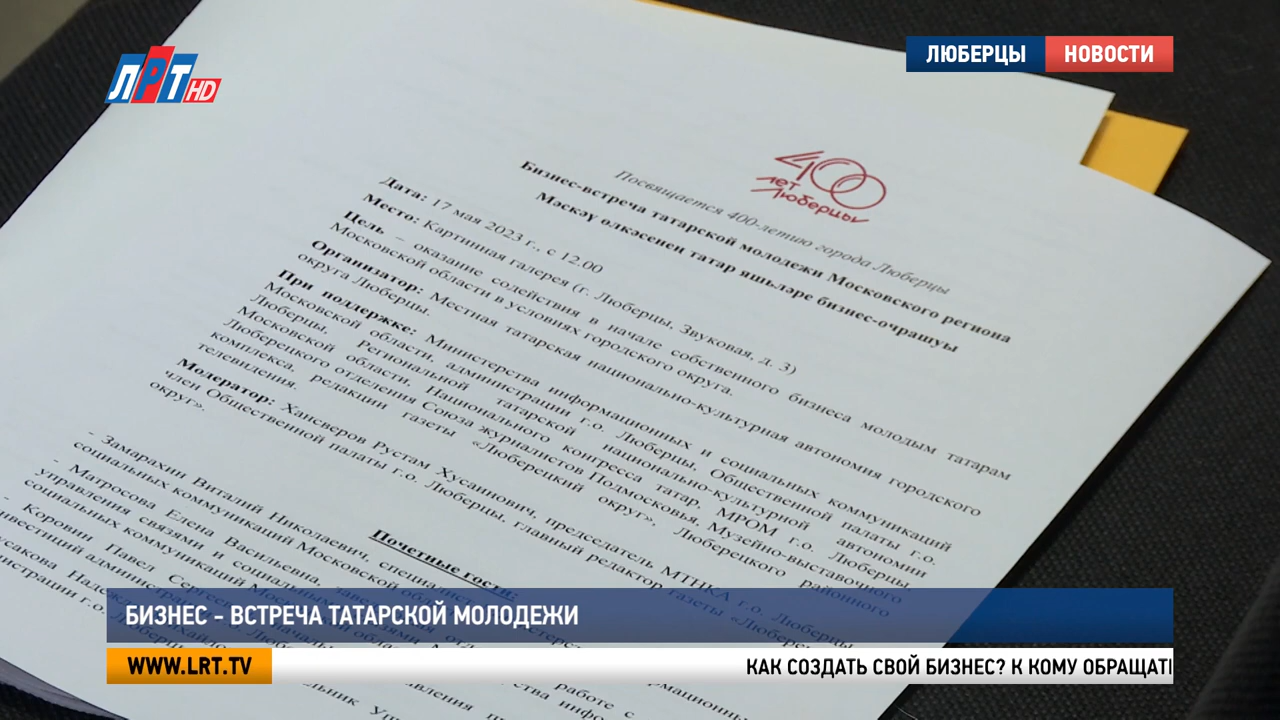 ЛРТ HD
ЛЮБЕРЦЫ НОВОСТИ
400
лет
Люберцы
Посвящается 400-летию города Люберцы
Бизнес-встреча татарской молодежи Московского региона
Мәскәү өлкәсенең татар яшьләре бизнес-очрашуы
Дата: 17 мая 2023 г., с 12.00
Место: Картинная галерея (г. Люберцы, Звуковая, д. 3)
Цель – оказание содействия в начале собственного бизнеса молодым татарам
Московской области в условиях городского округа.
Организатор: Местная татарская национально-культурная автономия городского
округа Люберцы.
При поддержке: Министерства информационных и социальных коммуникаций
Московской области, администрации г.о. Люберцы, Общественной палаты г.о.
Люберцы, Региональной татарской национально-культурной автономии
Московской области, Национального конгресса татар, МРОМ г.о. Люберцы,
Люберецкого отделения Союза журналистов Подмосковья, Музейно-выставочного
комплекса, редакции газеты «Люберецкий округ», Люберецкого районного
телевидения.
Модератор: Хансверов Рустам Хусаинович, председатель МТНКА г.о. Люберцы,
член Общественной палаты г.о. Люберцы, главный редактор газеты «Люберецкий
округ».
Почетные гости:
- Замарахин Виталий Николаевич,
социальных коммуникаций Московской
- Матросова Елена Васильевна,
управления связями и
социальных коммуникаций
- Коровин Павел
БИЗНЕС - ВСТРЕЧА ТАТАРСКОЙ МОЛОДЕЖИ
WWW.LRT.TV КАК СОЗДАТЬ СВОЙ БИЗНЕС? К КОМУ ОБРАЩАТЬ